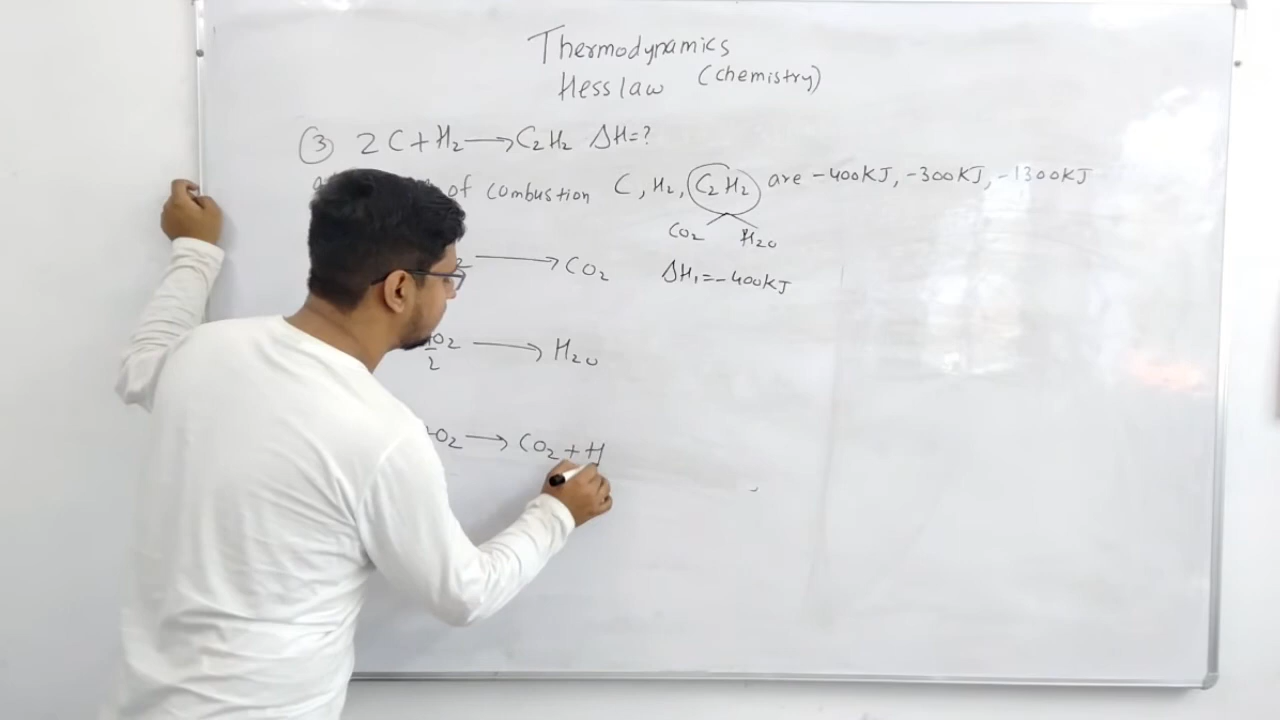 Thermodynamics
Hess law (chemistry)
③ 2C + H₂ → C₂H₂ ΔH=?
of combustion C, H₂, C₂H₂ are -400KJ, -300KJ, -1300KJ
CO₂ H₂O
→ CO₂ ΔH₁=-400KJ
O₂/2 → H₂O
O₂ → CO₂ + H